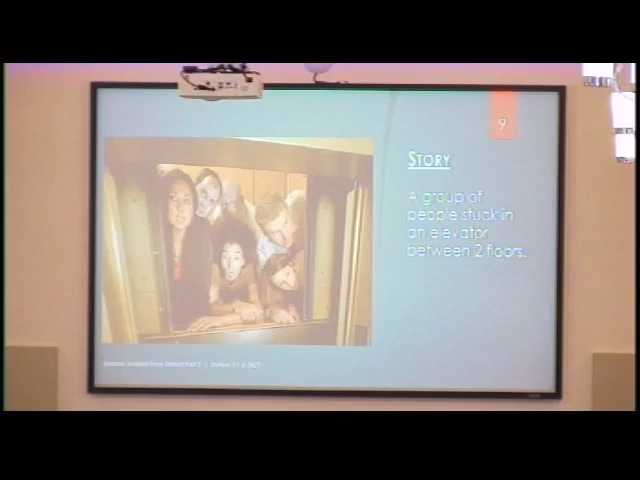 9
STORY
A group of
people stuck in
an elevator
between 2 floors.